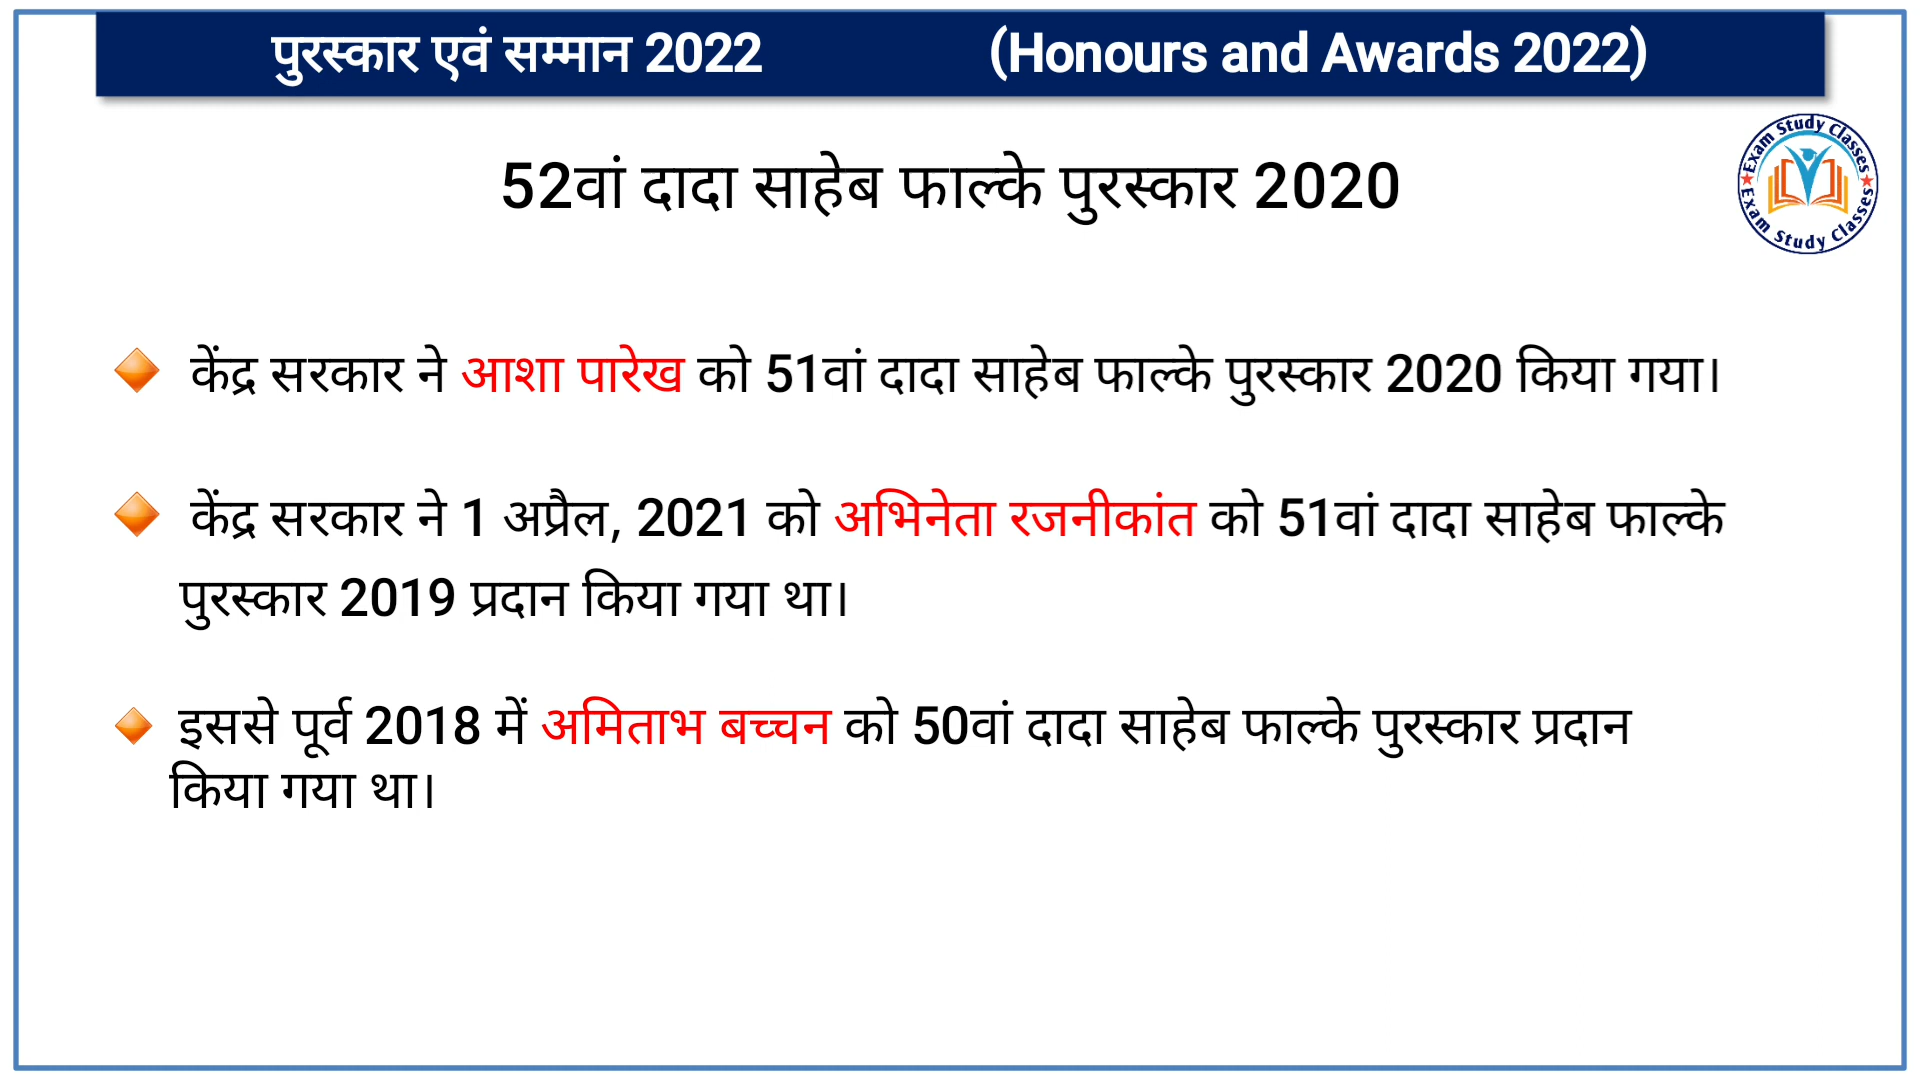 पुरस्कार एवं सम्मान 2022 (Honours and Awards 2022)
Exam Study Classes
Exam Study Classes
52वां दादा साहेब फाल्के पुरस्कार 2020
केंद्र सरकार ने आशा पारेख को 51वां दादा साहेब फाल्के पुरस्कार 2020 किया गया।
केंद्र सरकार ने 1 अप्रैल, 2021 को अभिनेता रजनीकांत को 51वां दादा साहेब फाल्के
पुरस्कार 2019 प्रदान किया गया था।
इससे पूर्व 2018 में अमिताभ बच्चन को 50वां दादा साहेब फाल्के पुरस्कार प्रदान
किया गया था।